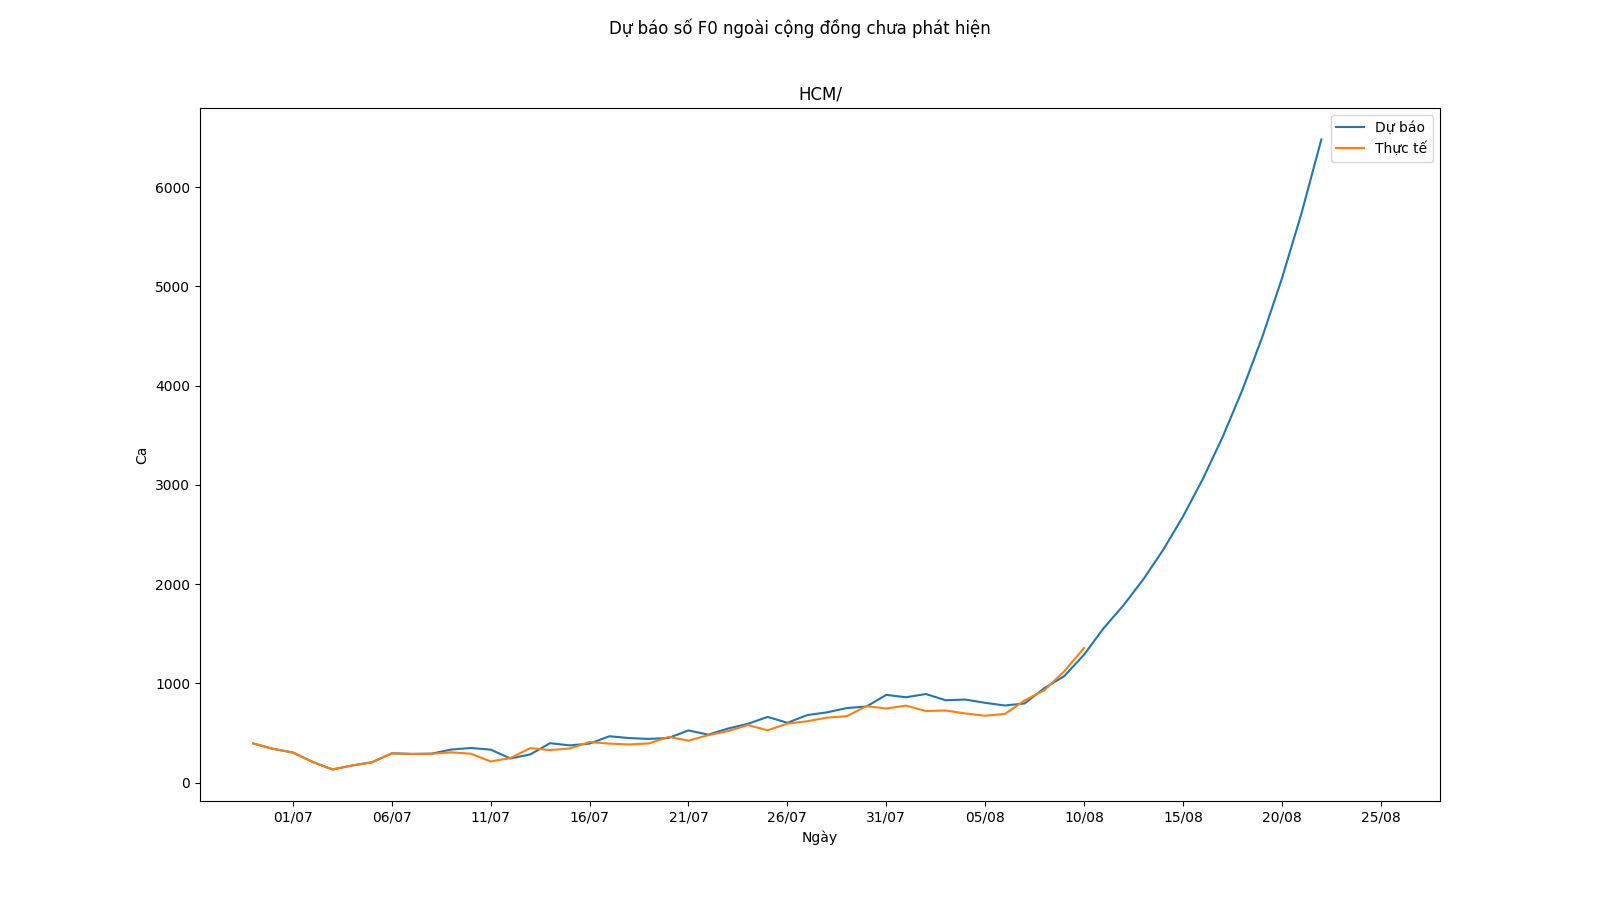 Dự báo số F0 ngoài cộng đồng chưa phát hiện
HCM/
Dự báo
Thực tế
6000
5000
4000
3000
2000
1000
0
Ca
01/07 06/07 11/07 16/07 21/07 26/07 31/07 05/08 10/08 15/08 20/08 25/08
Ngày